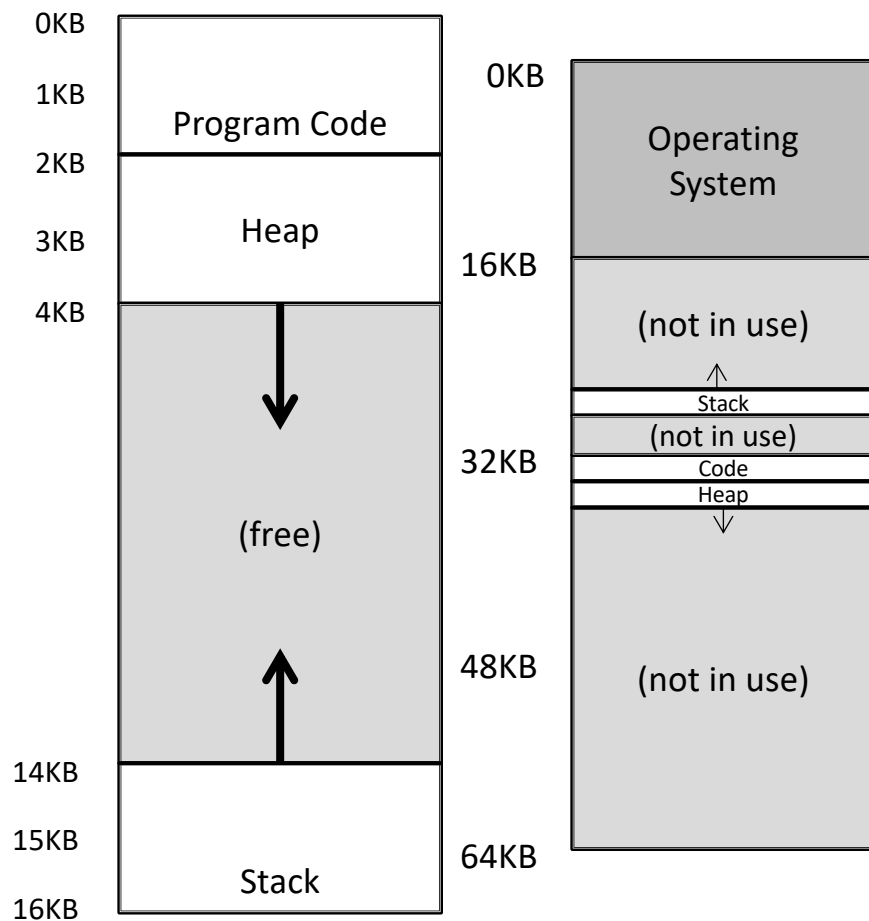 0KB
1KB
Program Code
2KB
Heap
3KB
4KB
(free)
14KB
15KB
Stack
16KB
0KB
Operating
System
16KB
(not in use)
Stack
(not in use)
32KB
Code
Heap
48KB
(not in use)
64KB